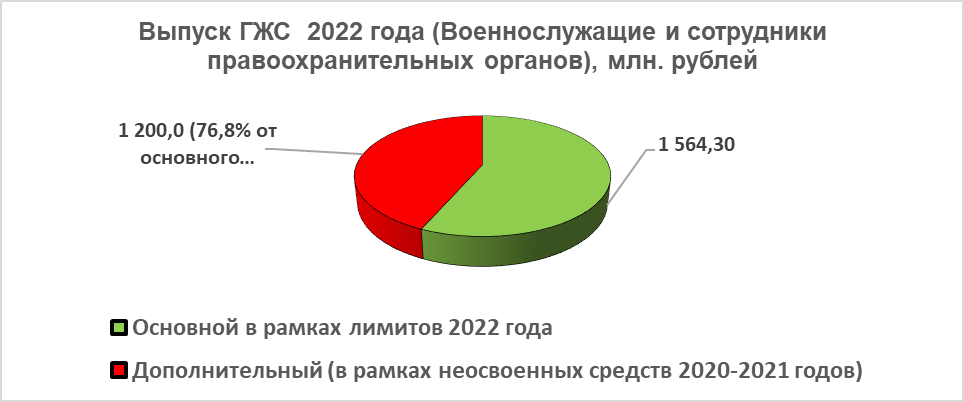 Выпуск ГЖС 2022 года (Военнослужащие и сотрудники
правоохранительных органов), млн. рублей
1 200,0 (76,8% от
основного...
1 564,30
Основной в рамках лимитов 2022 года
Дополнительный (в рамках неосвоенных средств 2020-2021 годов)